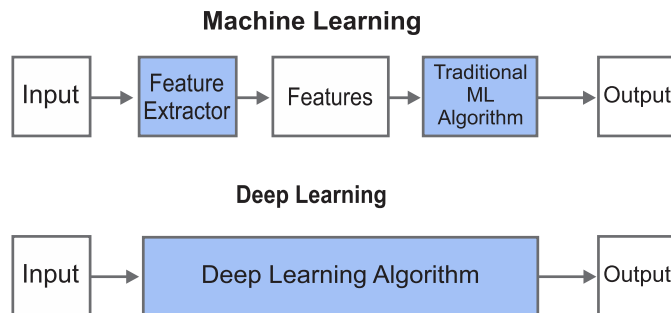 Machine Learning
Input
Feature
Extractor
Features
Traditional
ML
Algorithm
Output
Deep Learning
Input
Deep Learning Algorithm
Output